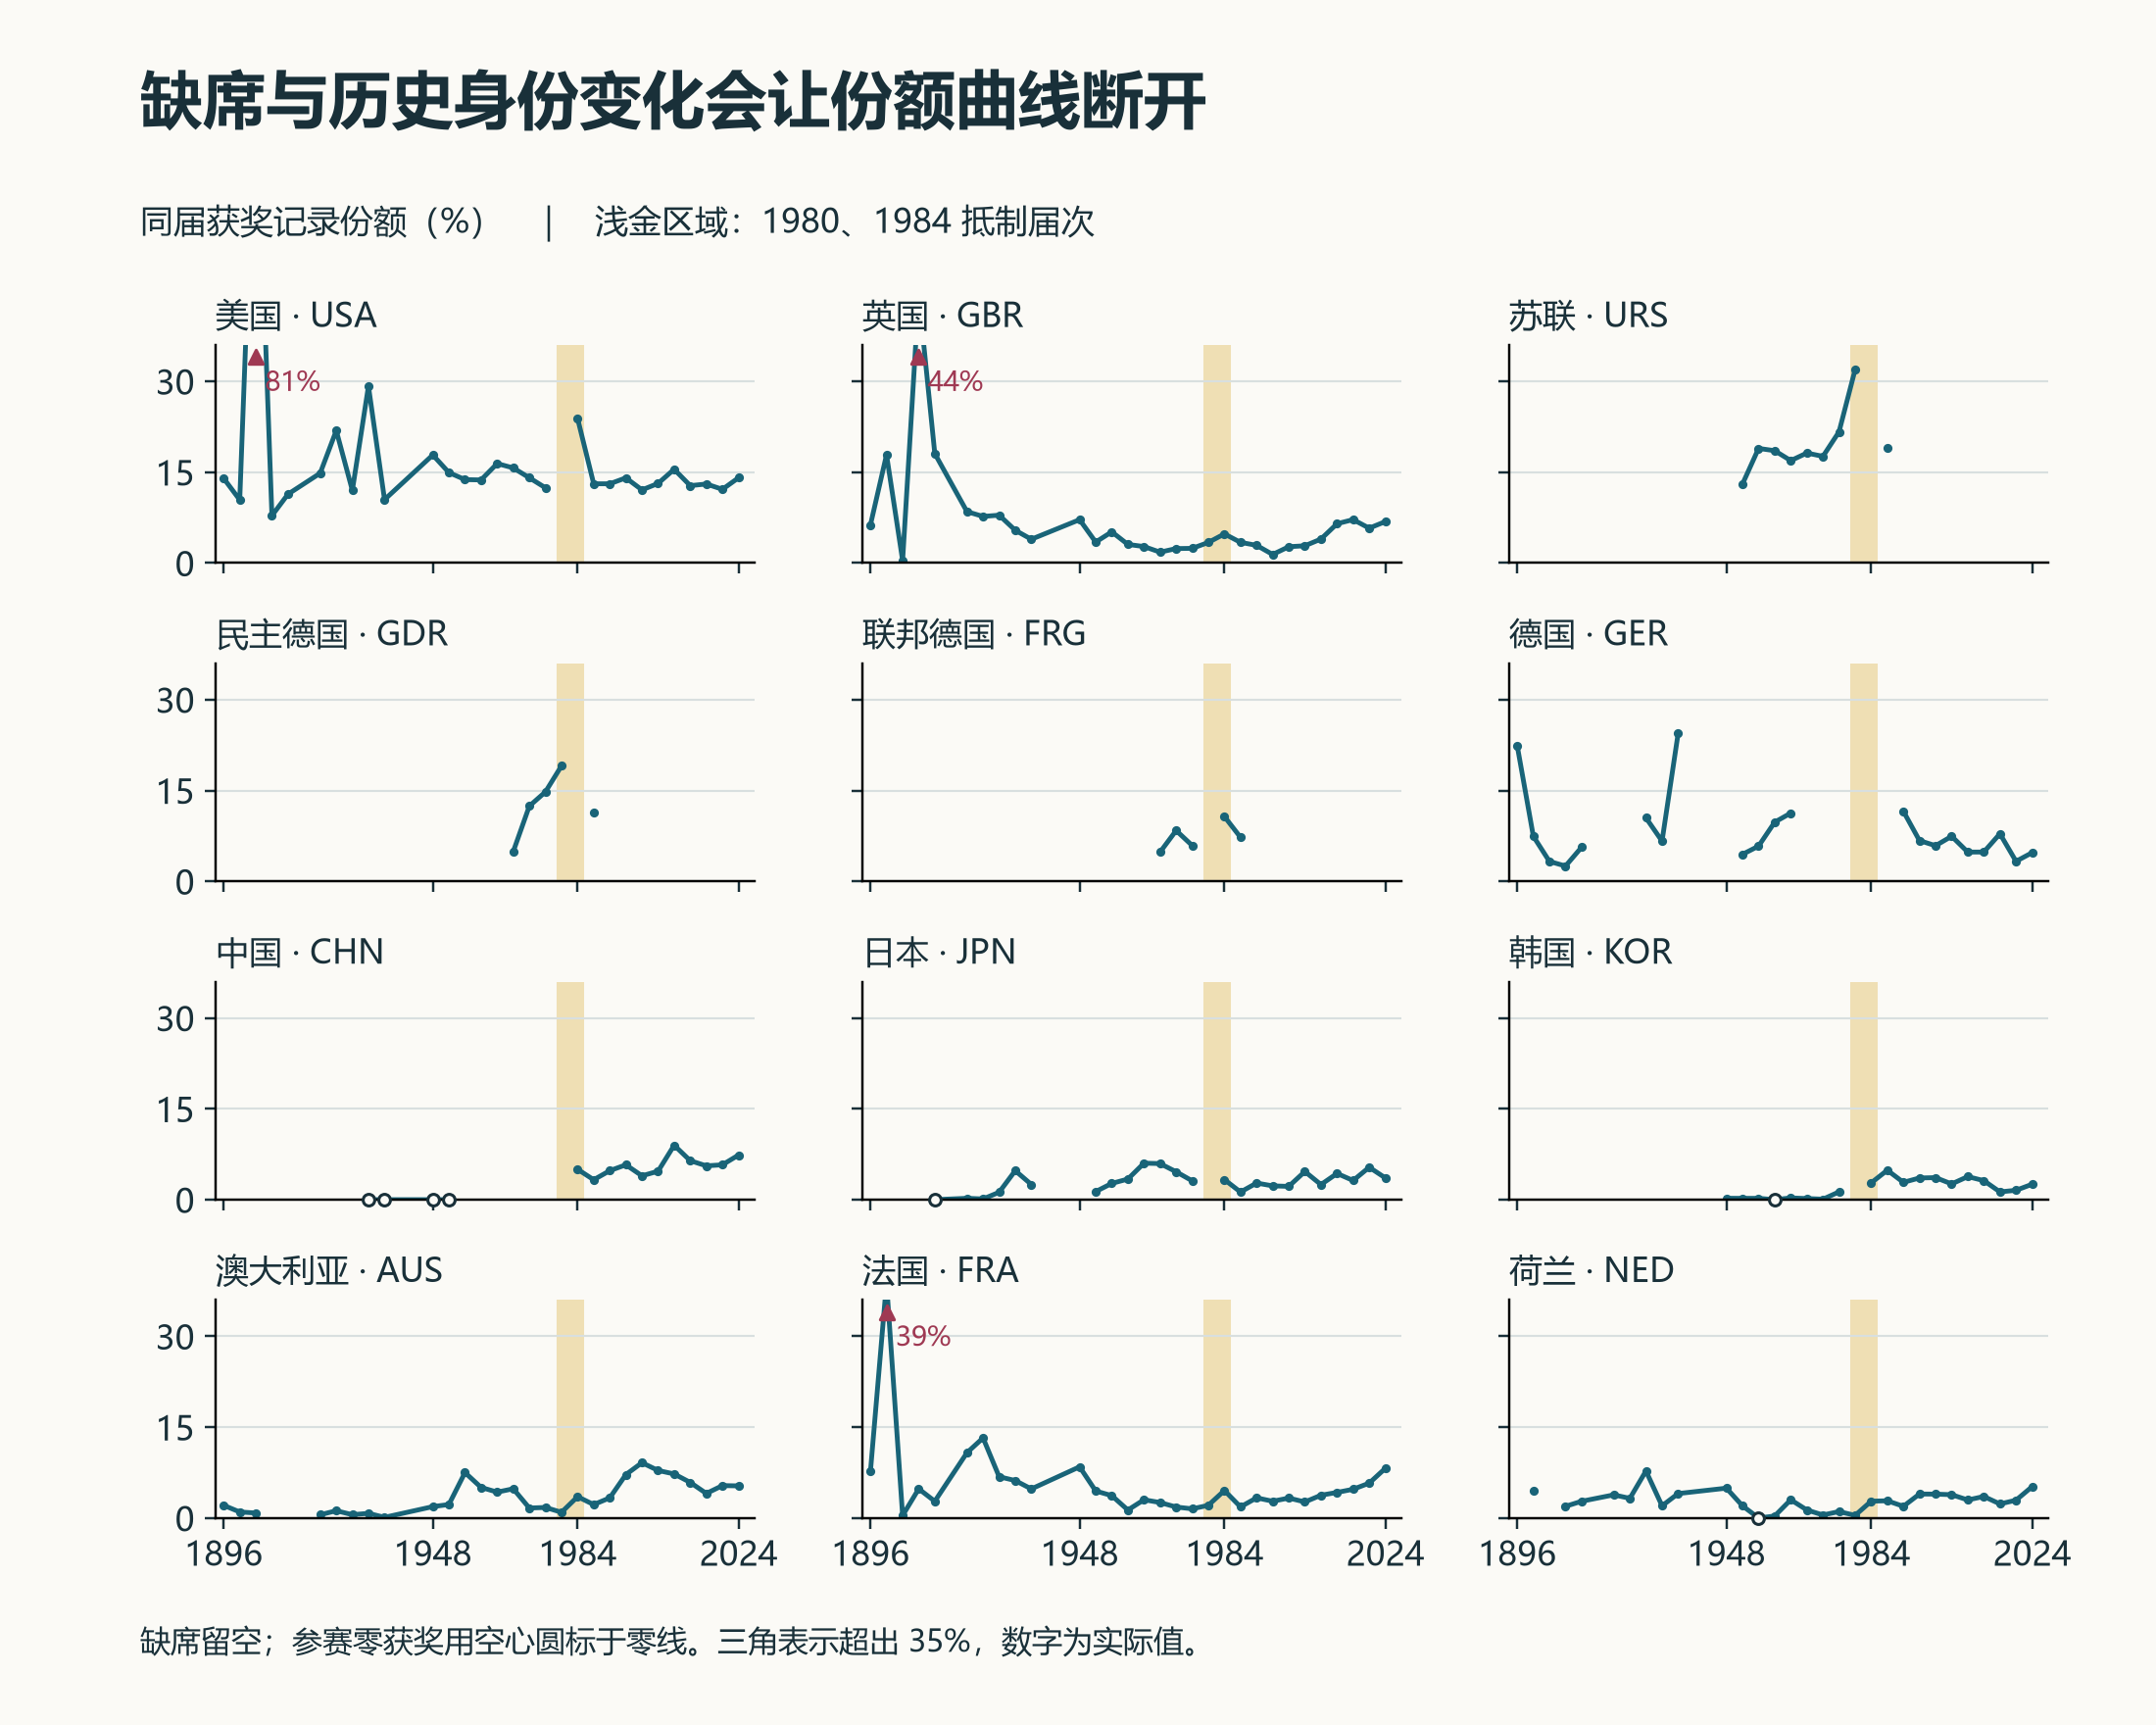 缺席与历史身份变化会让份额曲线断开
同届获奖记录份额（%） | 浅金区域：1980、1984 抵制届次
美国 · USA
30
15
0
81%
英国 · GBR
44%
苏联 · URS
民主德国 · GDR
30
15
0
联邦德国 · FRG
德国 · GER
中国 · CHN
30
15
0
日本 · JPN
韩国 · KOR
澳大利亚 · AUS
30
15
0
1896 1948 1984 2024
法国 · FRA
39%
1896 1948 1984 2024
荷兰 · NED
1896 1948 1984 2024
缺席留空；参赛零获奖用空心圆标于零线。三角表示超出 35%，数字为实际值。